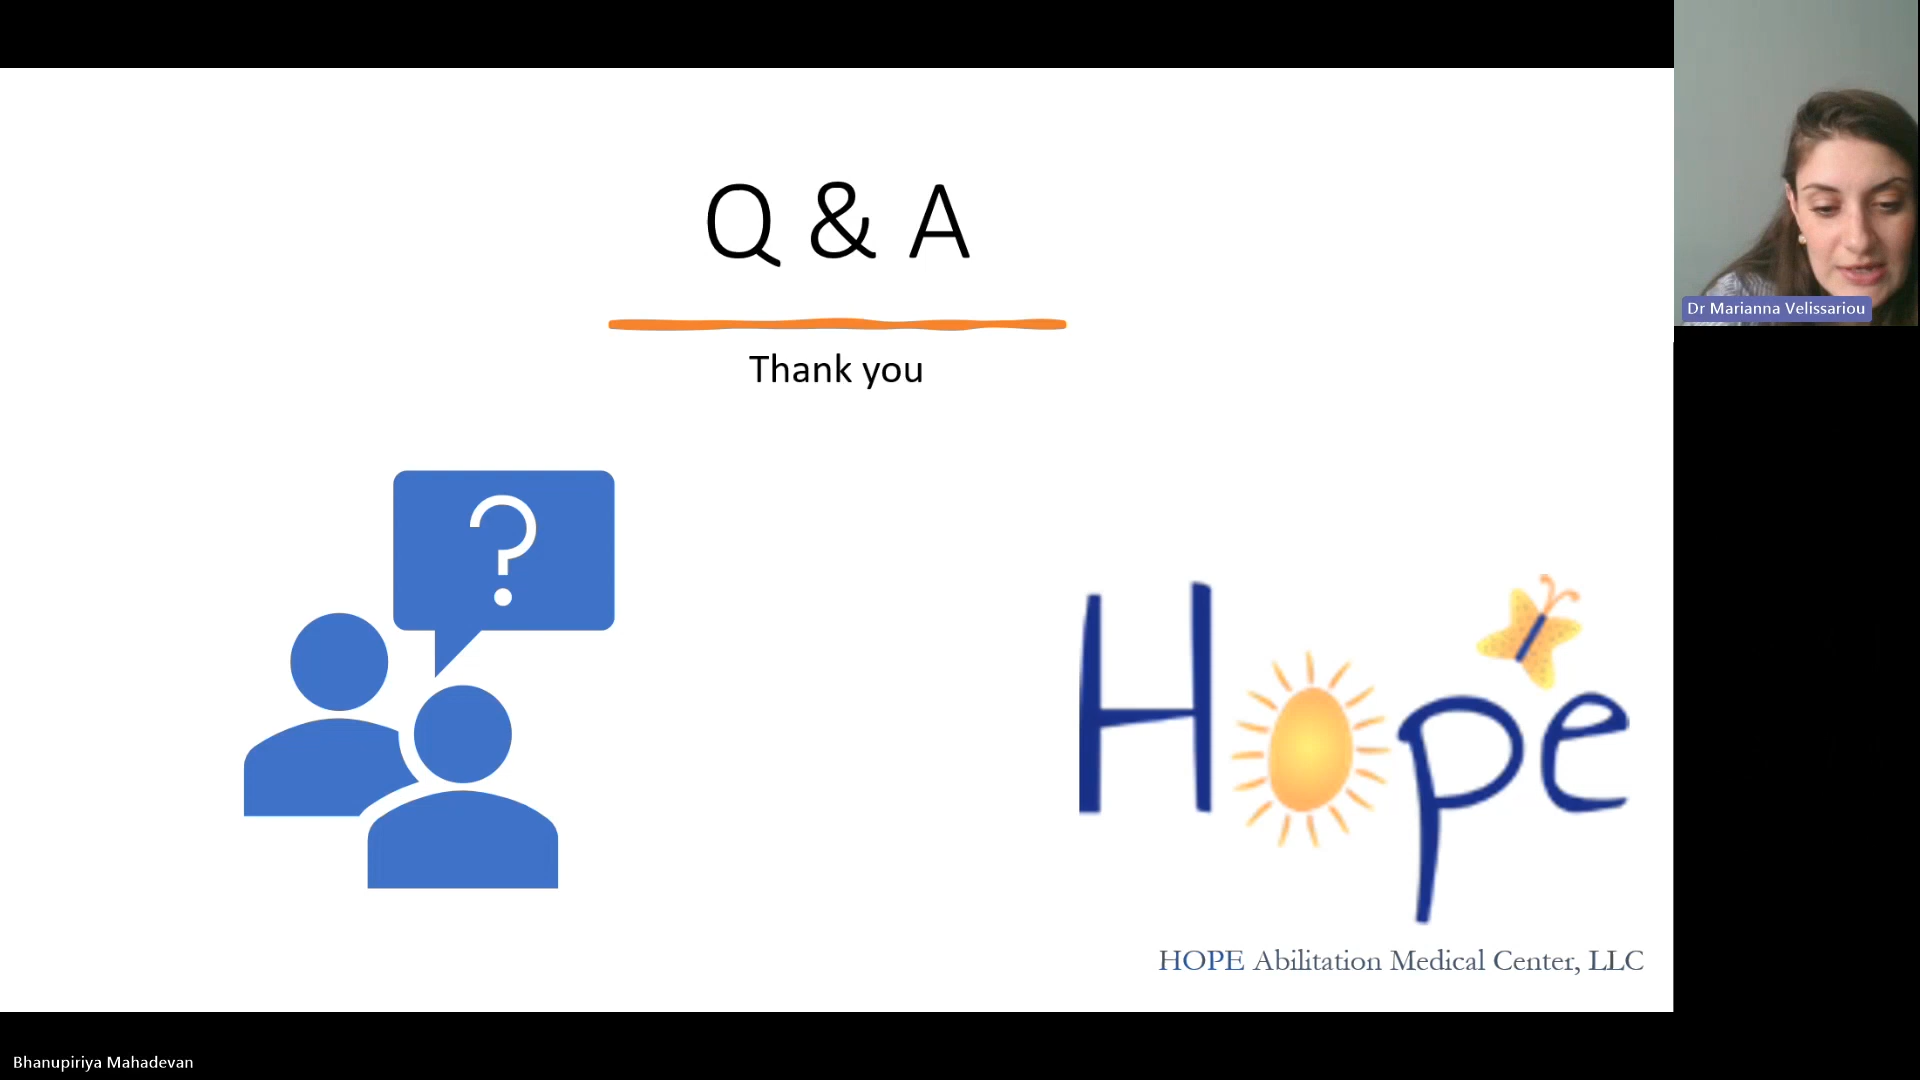 Q & A
Thank you
?
Hope
HOPE Abilitation Medical Center, LLC
Dr Marianna Velissariou
Bhanupiriya Mahadevan